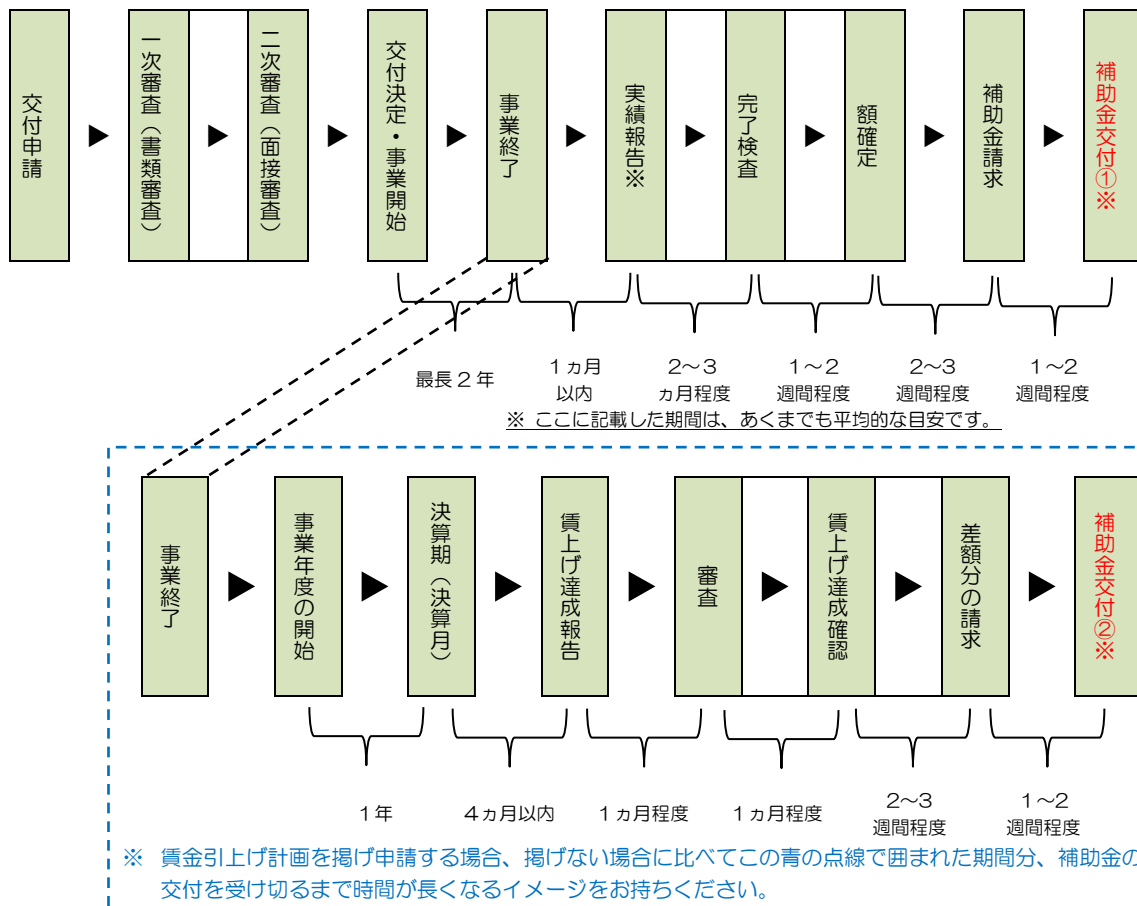 交付申請
一次審査（書類審査）
二次審査（面接審査）
交付決定・事業開始
事業終了
実績報告※
完了検査
額確定
補助金請求
補助金交付①※
最長２年
１ヵ月
以内
２～３
ヵ月程度
１～２
週間程度
２～３
週間程度
１～２
週間程度
※ ここに記載した期間は、あくまでも平均的な目安です。
事業終了
事業年度の開始
決算期（決算月）
賃上げ達成報告
審査
賃上げ達成確認
差額分の請求
補助金交付②※
１年
４ヵ月以内
１ヵ月程度
１ヵ月程度
２～３
週間程度
１～２
週間程度
※ 賃金引上げ計画を掲げ申請する場合、掲げない場合に比べてこの青の点線で囲まれた期間分、補助金の
交付を受け切るまで時間が長くなるイメージをお持ちください。